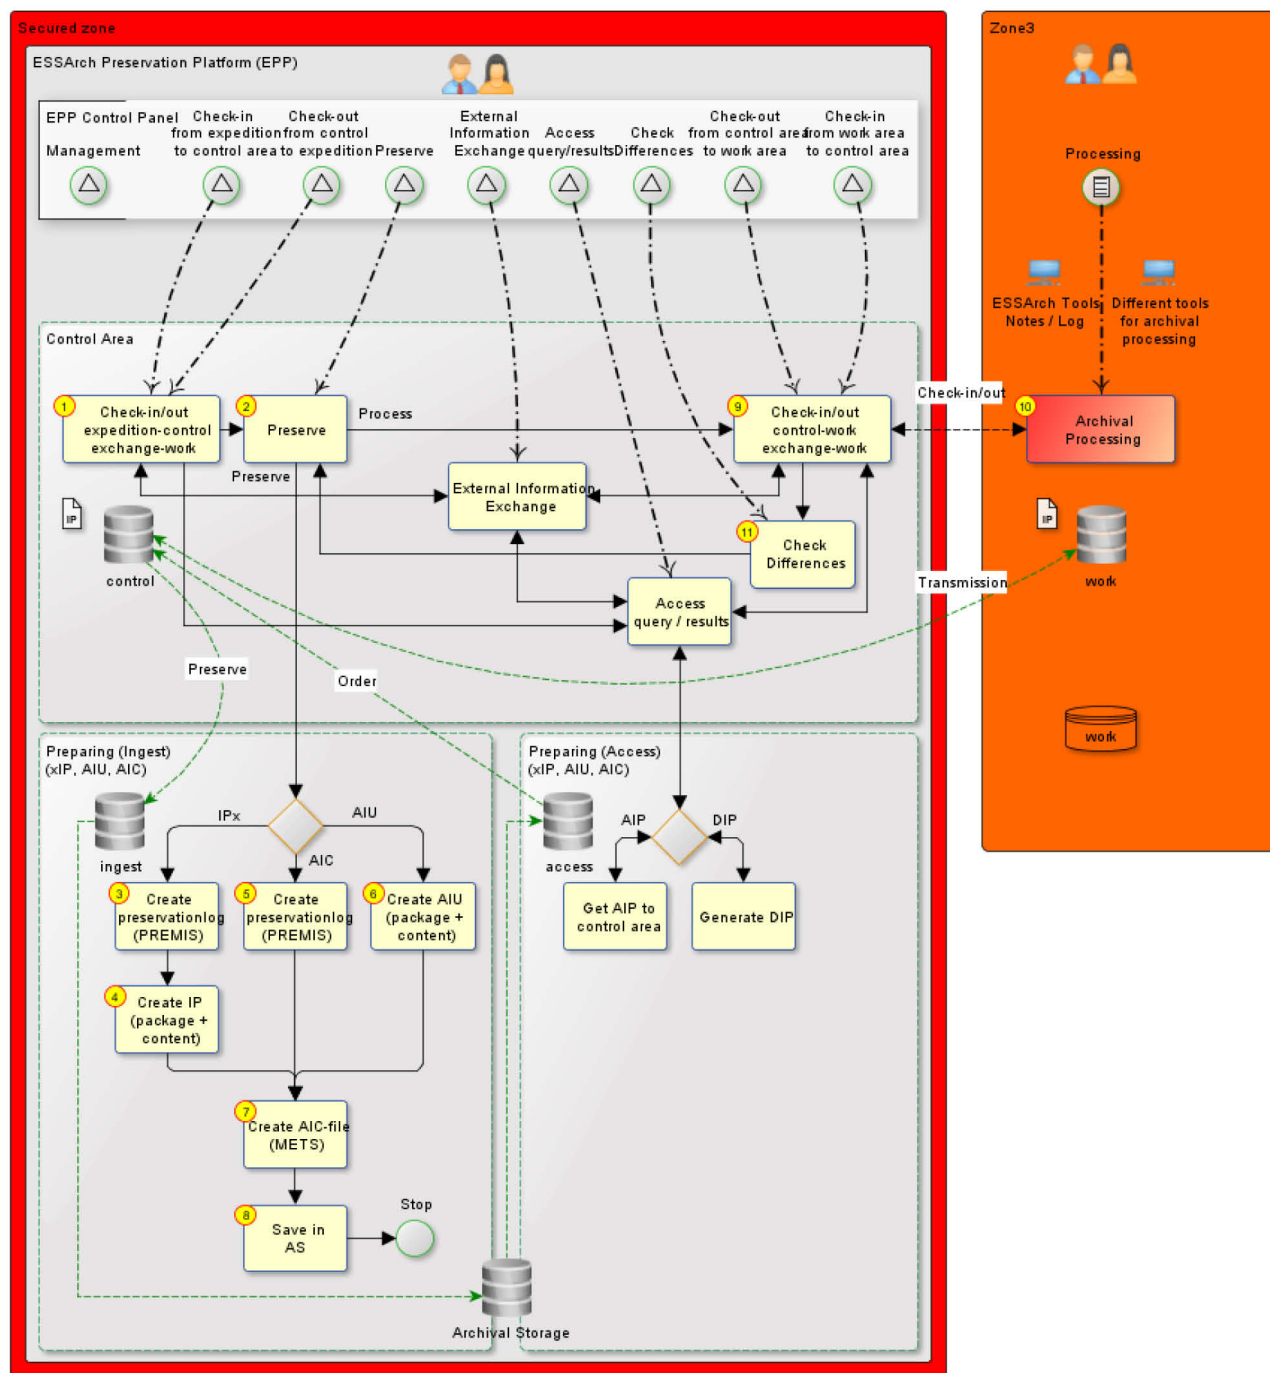 Secured zone
Zone3
ESSArch Preservation Platform (EPP)
EPP Control Panel
Management
Check-in
from expedition
to control area
Check-out
from control
to expedition
Preserve
External
Information
Exchange
Access
query/results
Check
Differences
Check-out
from control area
to work area
Check-in
from work area
to control area
Processing
ESSArch Tools
Notes / Log
Different tools
for archival
processing
Control Area
1
Check-in/out
expedition-control
exchange-work
2
Preserve
Process
Preserve
9
Check-in/out
control-work
exchange-work
Check-in/out
10
Archival
Processing
External Information
Exchange
IP
control
11
Check
Differences
IP
work
Transmission
Access
query / results
Preserve
Order
work
Preparing (Ingest)
(xIP, AIU, AIC)
Preparing (Access)
(xIP, AIU, AIC)
ingest
IPx
AIU
AIC
access
AIP
DIP
3
Create
preservationlog
(PREMIS)
5
Create
preservationlog
(PREMIS)
6
Create AIU
(package +
content)
Get AIP to
control area
Generate DIP
4
Create IP
(package +
content)
7
Create AIC-file
(METS)
8
Save in
AS
Stop
Archival Storage